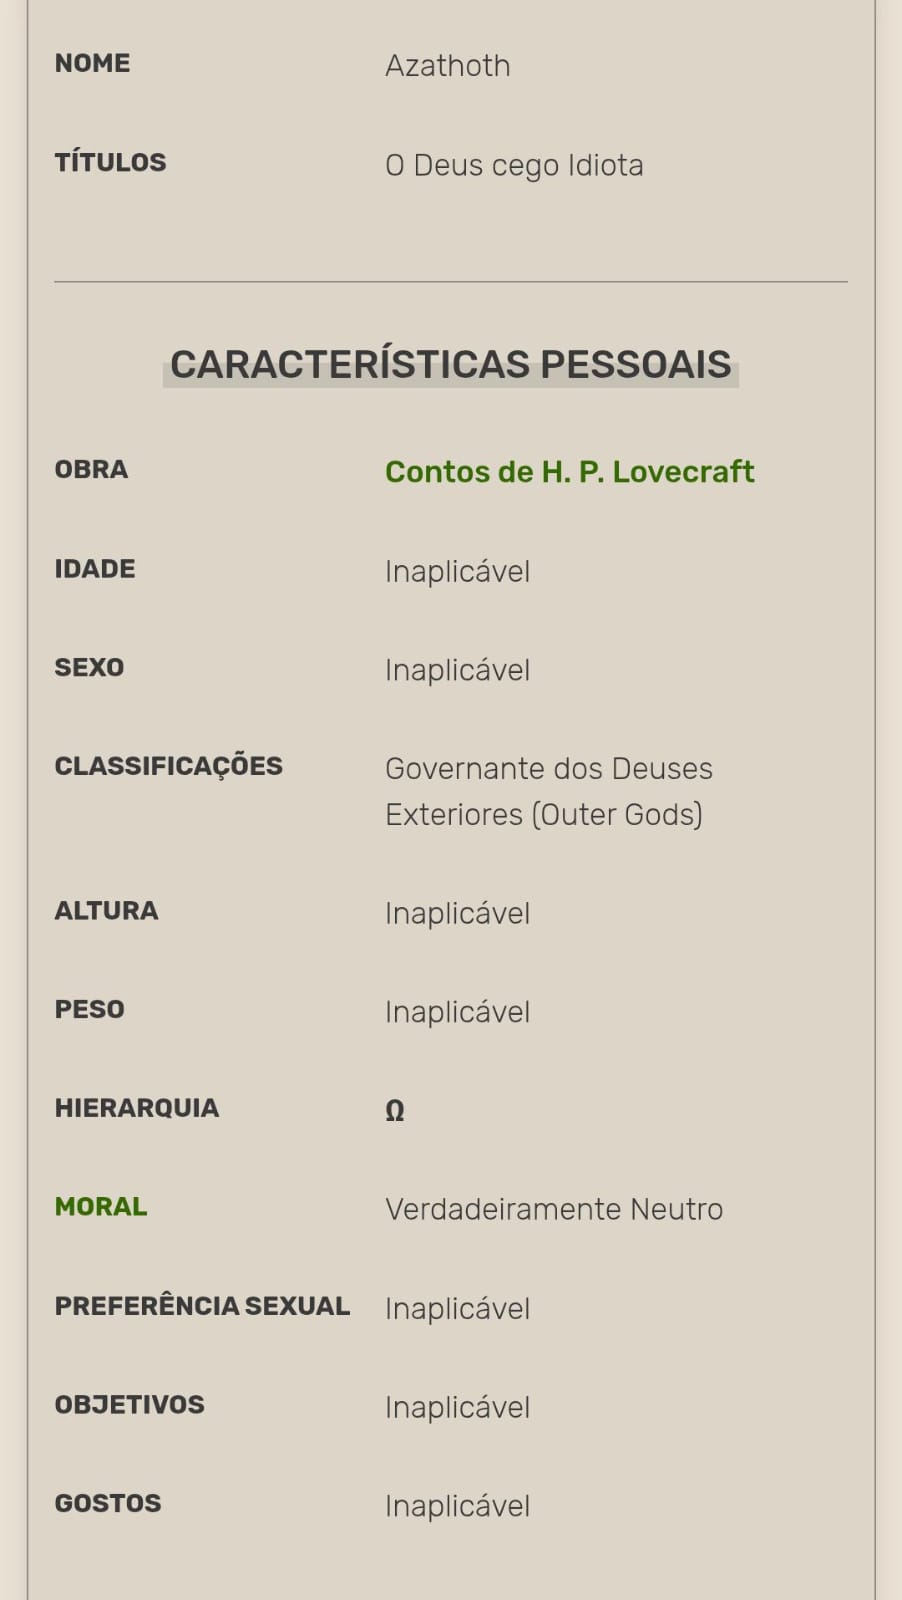 NOME Azathoth
TÍTULOS O Deus cego Idiota
CARACTERÍSTICAS PESSOAIS
OBRA Contos de H. P. Lovecraft
IDADE Inaplicável
SEXO Inaplicável
CLASSIFICAÇÕES Governante dos Deuses
Exteriores (Outer Gods)
ALTURA Inaplicável
PESO Inaplicável
HIERARQUIA Ω
MORAL Verdadeiramente Neutro
PREFERÊNCIA SEXUAL Inaplicável
OBJETIVOS Inaplicável
GOSTOS Inaplicável